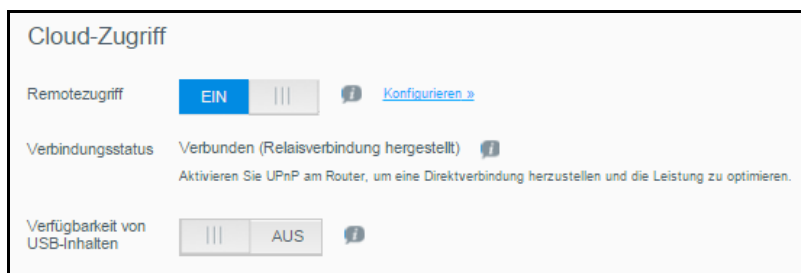 Cloud-Zugriff
Remotezugriff EIN Konfigurieren »
Verbindungsstatus Verbunden (Relaisverbindung hergestellt)
Aktivieren Sie UPnP am Router, um eine Direktverbindung herzustellen und die Leistung zu optimieren.
Verfügbarkeit von
USB-Inhalten AUS